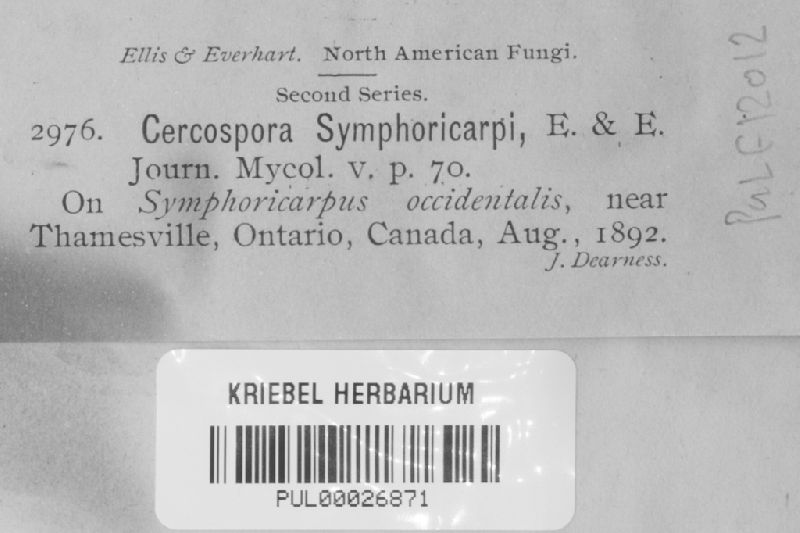 Ellis & Everhart. North American Fungi.
Second Series.
2976. Cercospora Symphoricarpi, E. & E.
Journ. Mycol. v. p. 70.
On Symphoricarpus occidentalis, near
Thamesville, Ontario, Canada, Aug., 1892.
J. Dearness.
KRIEBEL HERBARIUM
PUL00026871